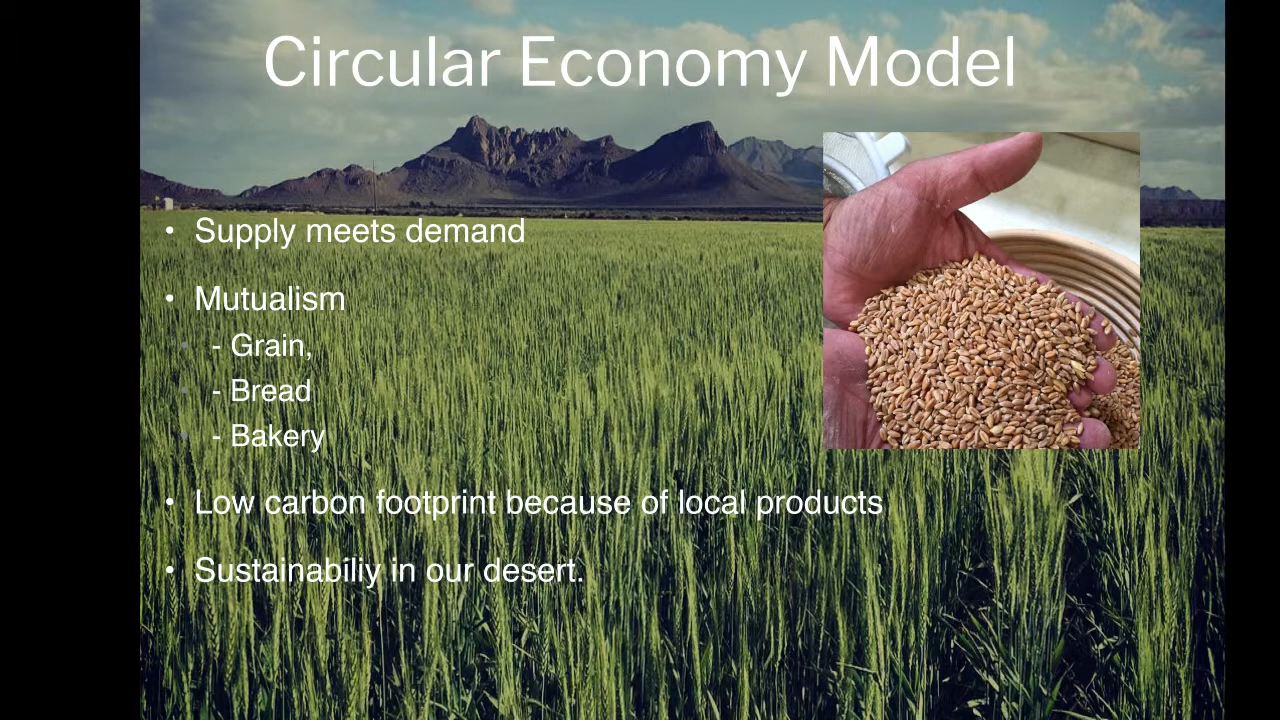 Circular Economy Model
• Supply meets demand
• Mutualism
- Grain,
- Bread
- Bakery
• Low carbon footprint because of local products
• Sustainabiliy in our desert.